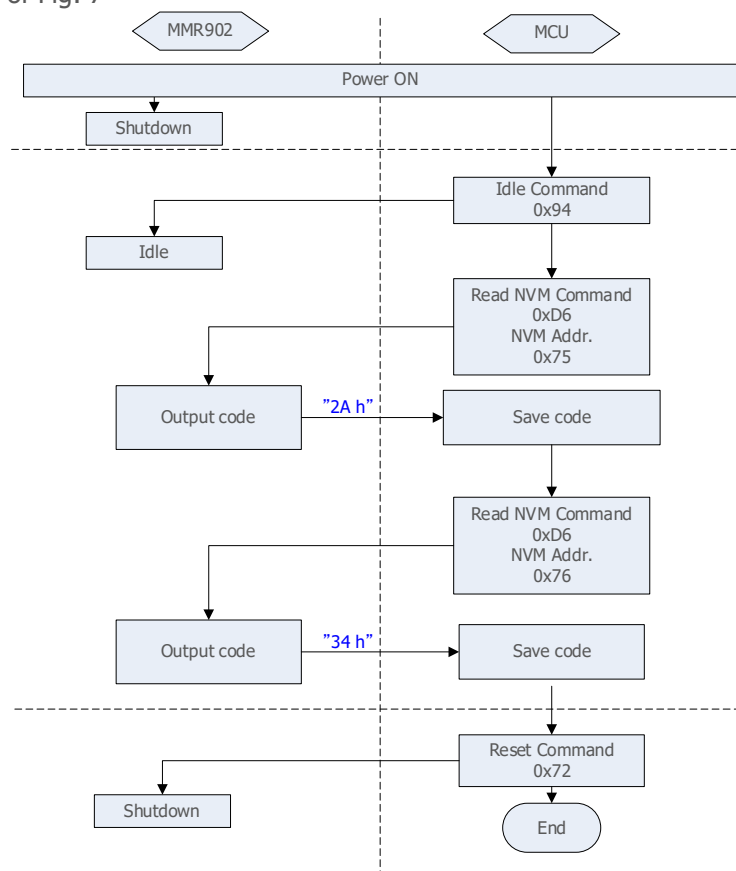 MMR902
MCU
Power ON
Shutdown
Idle Command
0x94
Idle
Read NVM Command
0xD6
NVM Addr.
0x75
Output code
"2A h"
Save code
Read NVM Command
0xD6
NVM Addr.
0x76
Output code
"34 h"
Save code
Reset Command
0x72
Shutdown
End